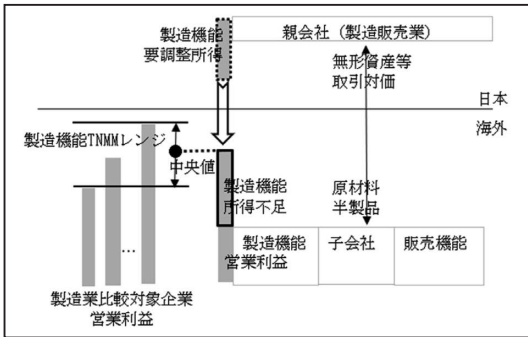 製造機能
要調整所得
親会社（製造販売業）
無形資産等
取引対価
日本
海外
製造機能TNMMレンジ
中央値
製造機能
所得不足
原材料
半製品
製造機能
営業利益
子会社
販売機能
…
製造業比較対象企業
営業利益